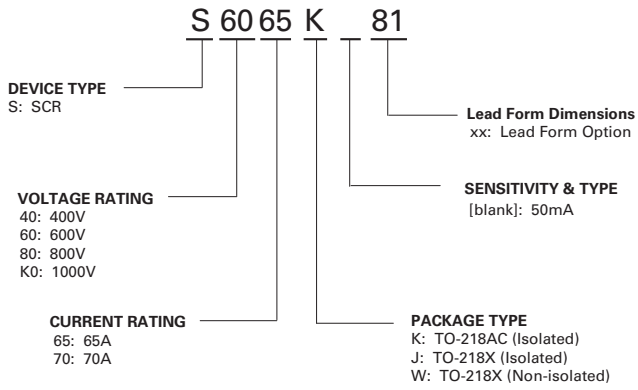 S 60 65 K 81
DEVICE TYPE
S: SCR
Lead Form Dimensions
xx: Lead Form Option
SENSITIVITY & TYPE
[blank]: 50mA
VOLTAGE RATING
40: 400V
60: 600V
80: 800V
K0: 1000V
CURRENT RATING
65: 65A
70: 70A
PACKAGE TYPE
K: TO-218AC (Isolated)
J: TO-218X (Isolated)
W: TO-218X (Non-isolated)